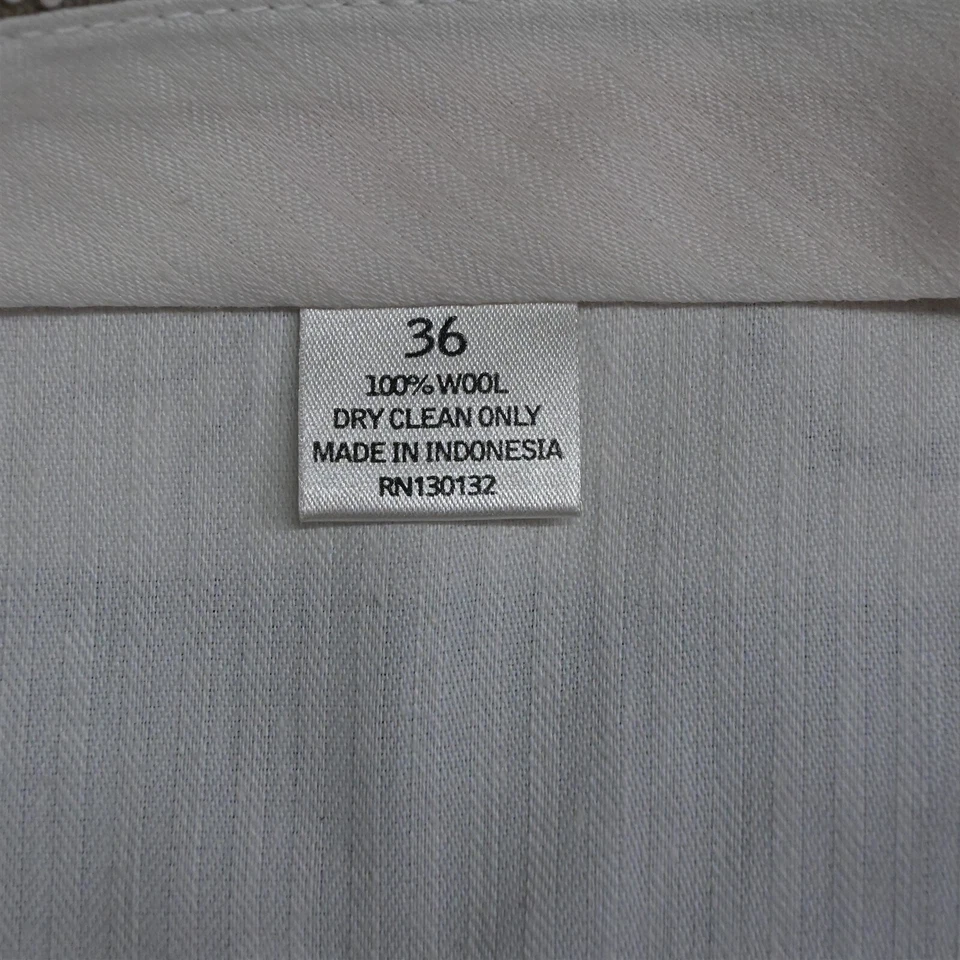 36
100% WOOL
DRY CLEAN ONLY
MADE IN INDONESIA
RN130132